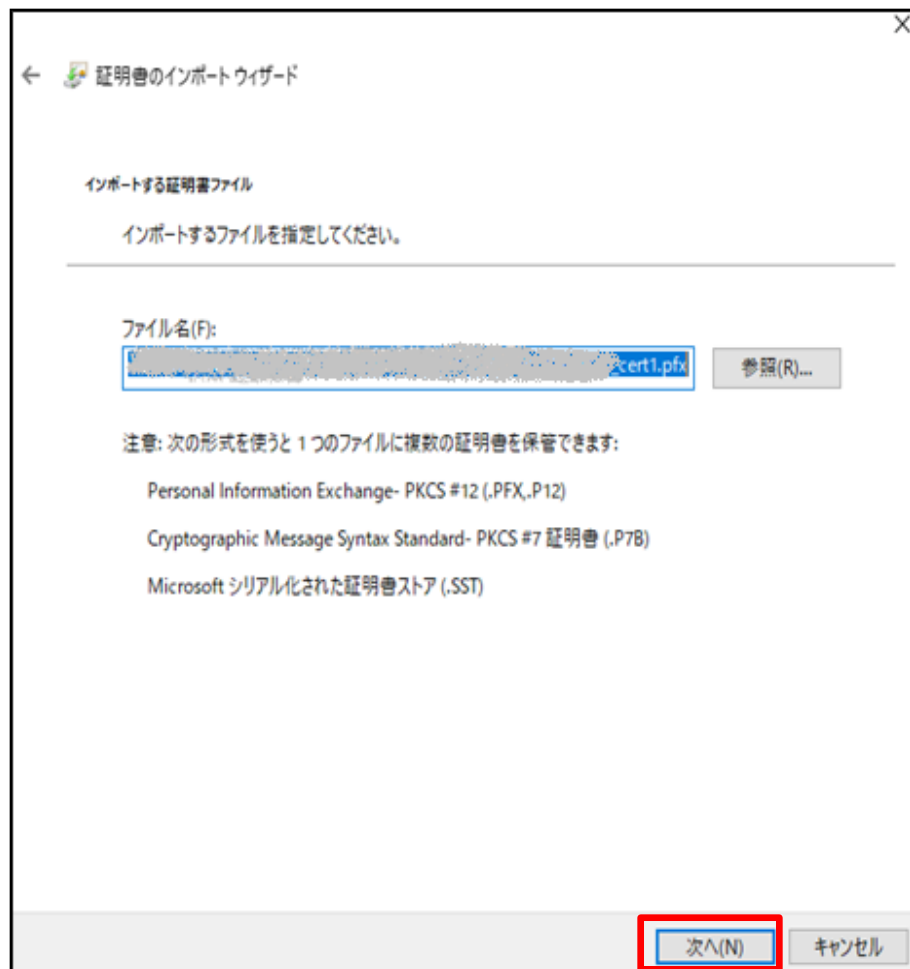 証明書のインポート ウィザード
インポートする証明書ファイル
インポートするファイルを指定してください。
ファイル名(F):
cert1.pfx
参照(R)...
注意: 次の形式を使うと 1 つのファイルに複数の証明書を保管できます:
Personal Information Exchange- PKCS #12 (.PFX,.P12)
Cryptographic Message Syntax Standard- PKCS #7 証明書 (.P7B)
Microsoft シリアル化された証明書ストア (.SST)
次へ(N)
キャンセル